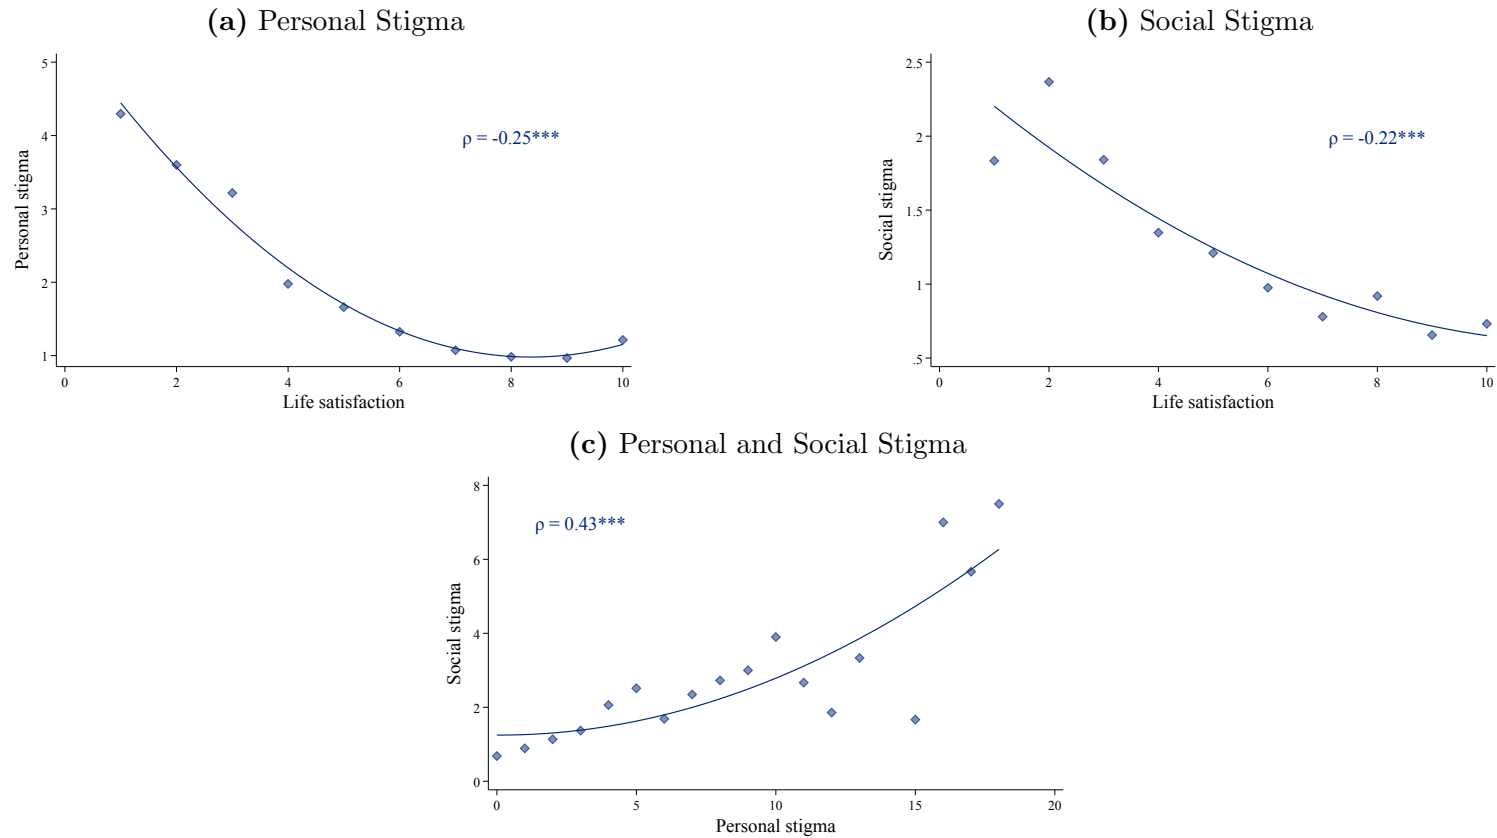 (a) Personal Stigma
5
4
3
2
1
Personal stigma
ρ = -0.25***
0 2 4 6 8 10
Life satisfaction
(b) Social Stigma
2.5
2
1.5
1
.5
Social stigma
ρ = -0.22***
0 2 4 6 8 10
Life satisfaction
(c) Personal and Social Stigma
8
6
4
2
0
Social stigma
ρ = 0.43***
0 5 10 15 20
Personal stigma